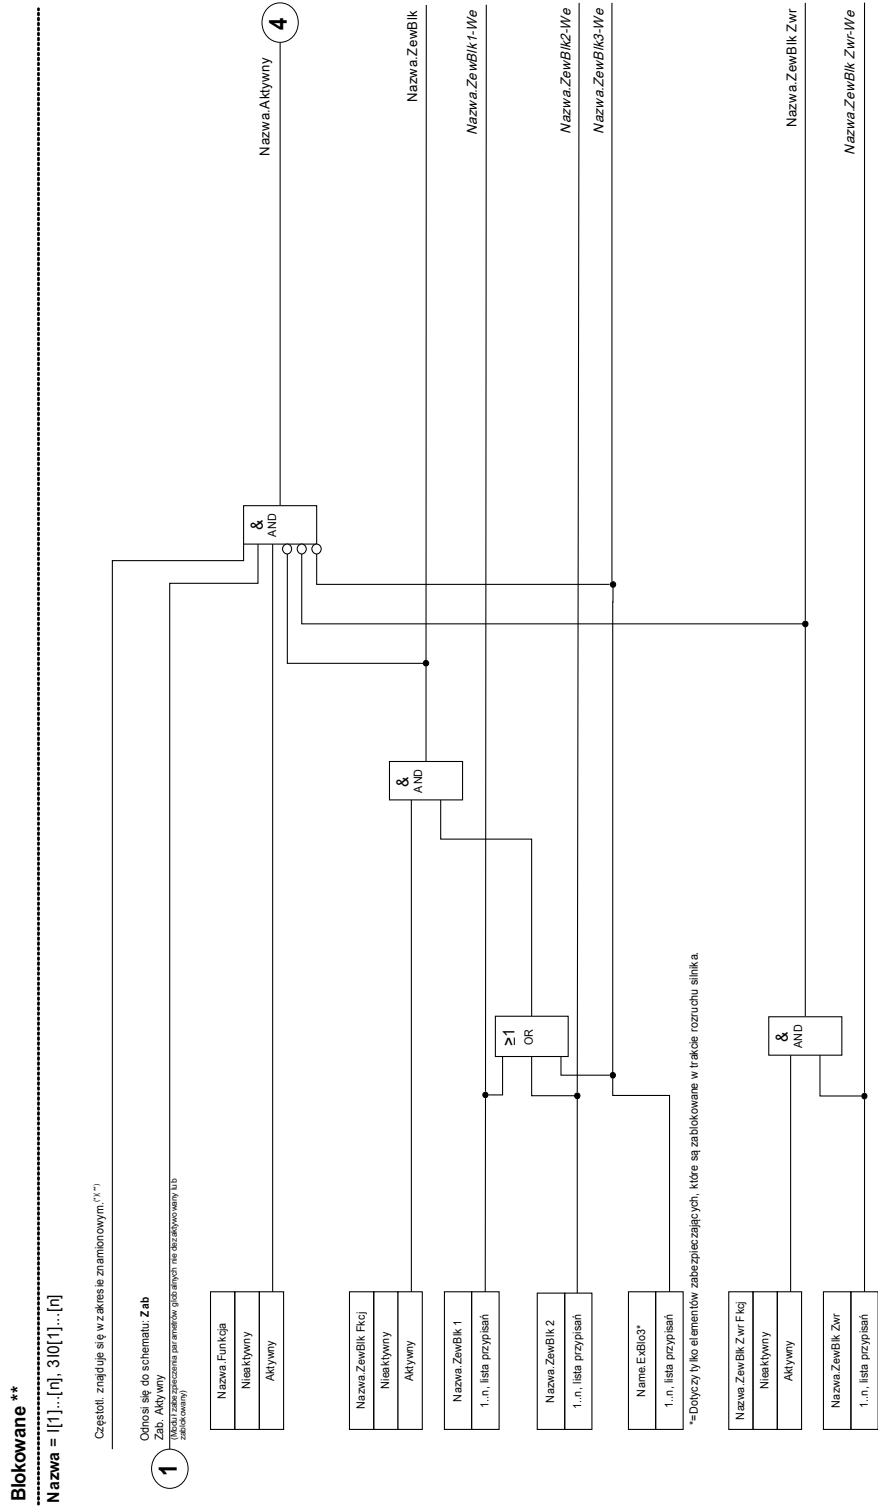 Blokowane **
Nazwa = I[1]...[n], 3I0[1]...[n]
Częstotl. znajduje się w zakresie znamionowym.
Odnosi się do schematu: Zab
Zab. Aktywny
(Moduł zabezpieczenia parametrów globalnych nie dezaktywowany lub
zablokowany)
1
Nazwa.Funkcja
Nieaktywny
Aktywny
&
AND
Nazwa.Aktywny
4
Nazwa.ZewBlk Fkcj
Nieaktywny
Aktywny
&
AND
Nazwa.ZewBlk
Nazwa.ZewBlk 1
1..n, lista przypisań
Nazwa.ZewBlk1-We
Nazwa.ZewBlk 2
1..n, lista przypisań
≥1
OR
Nazwa.ZewBlk2-We
Name.ExBlo3*
1..n, lista przypisań
Nazwa.ZewBlk3-We
*=Dotyczy tylko elementów zabezpieczających, które są zablokowane w trakcie rozruchu silnika.
Nazwa.ZewBlk Zwr Fkcj
Nieaktywny
Aktywny
&
AND
Nazwa.ZewBlk Zwr
Nazwa.ZewBlk Zwr
1..n, lista przypisań
Nazwa.ZewBlk Zwr-We